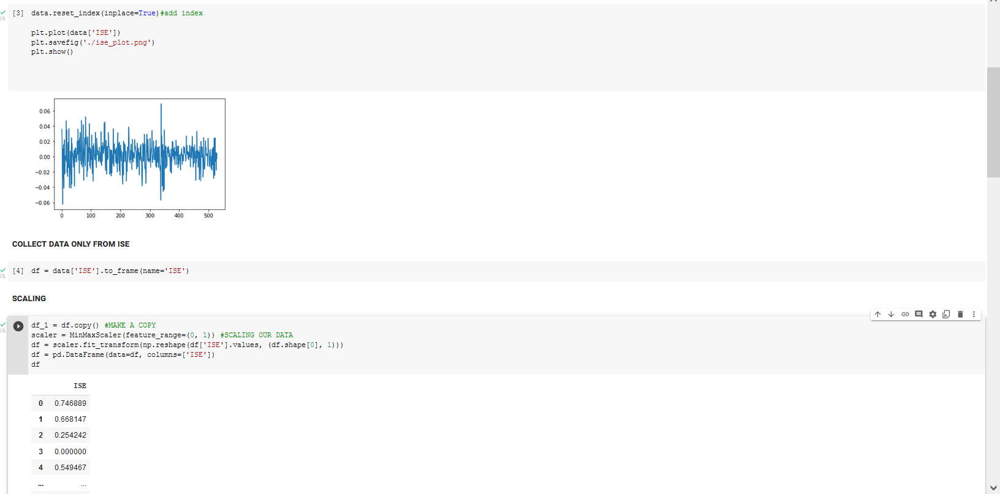 [3] data.reset_index(inplace=True)#add index
plt.plot(data['ISE'])
plt.savefig('./ise_plot.png')
plt.show()
0.06
0.04
0.02
0.00
−0.02
−0.04
−0.06
0 100 200 300 400 500
COLLECT DATA ONLY FROM ISE
[4] df = data['ISE'].to_frame(name='ISE')
SCALING
df_1 = df.copy() #MAKE A COPY
scaler = MinMaxScaler(feature_range=(0, 1)) #SCALING OUR DATA
df = scaler.fit_transform(np.reshape(df['ISE'].values, (df.shape[0], 1)))
df = pd.DataFrame(data=df, columns=['ISE'])
df
ISE
0 0.746889
1 0.668147
2 0.254242
3 0.000000
4 0.549467
... ...